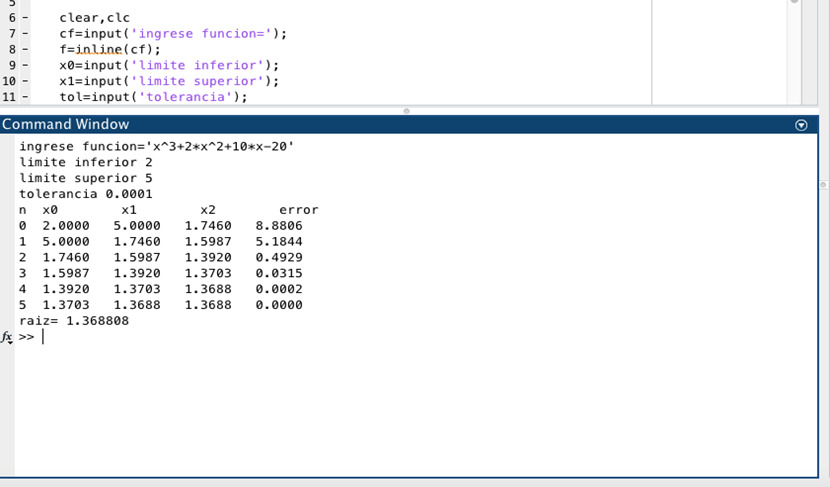 5
6 - clear,clc
7 - cf=input('ingrese funcion=');
8 - f=inline(cf);
9 - x0=input('limite inferior');
10 - x1=input('limite superior');
11 - tol=input('tolerancia');
Command Window
ingrese funcion='x^3+2*x^2+10*x-20'
limite inferior 2
limite superior 5
tolerancia 0.0001
n x0 x1 x2 error
0 2.0000 5.0000 1.7460 8.8806
1 5.0000 1.7460 1.5987 5.1844
2 1.7460 1.5987 1.3920 0.4929
3 1.5987 1.3920 1.3703 0.0315
4 1.3920 1.3703 1.3688 0.0002
5 1.3703 1.3688 1.3688 0.0000
raiz= 1.368808
fx >>